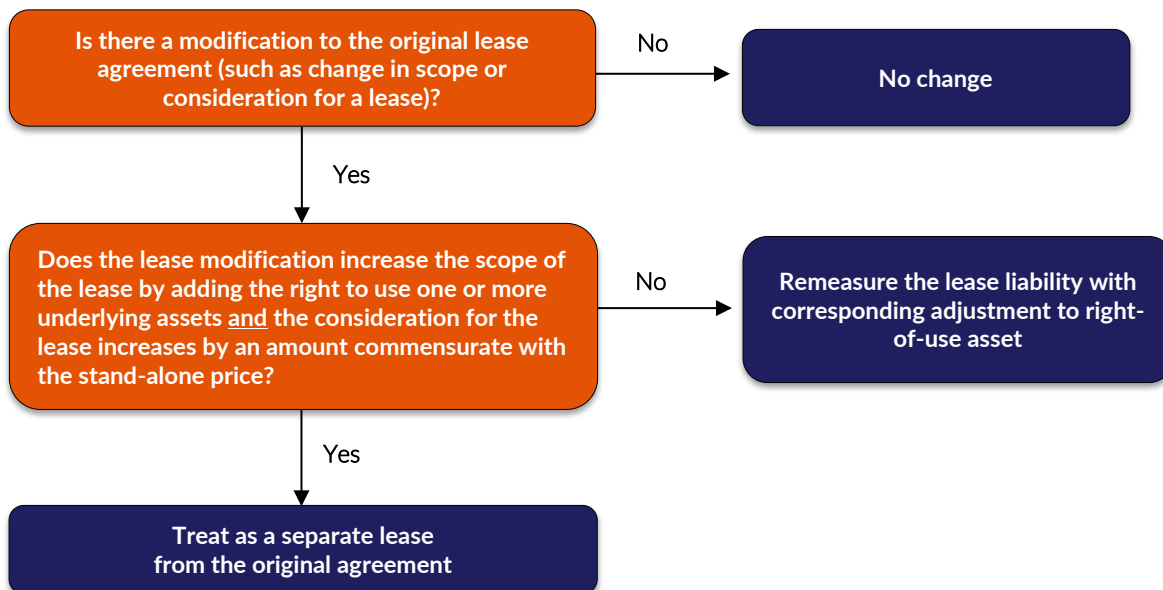 Is there a modification to the original lease
agreement (such as change in scope or
consideration for a lease)?
No
No change
Yes
Does the lease modification increase the scope of
the lease by adding the right to use one or more
underlying assets and the consideration for the
lease increases by an amount commensurate with
the stand-alone price?
No
Remeasure the lease liability with
corresponding adjustment to right-
of-use asset
Yes
Treat as a separate lease
from the original agreement